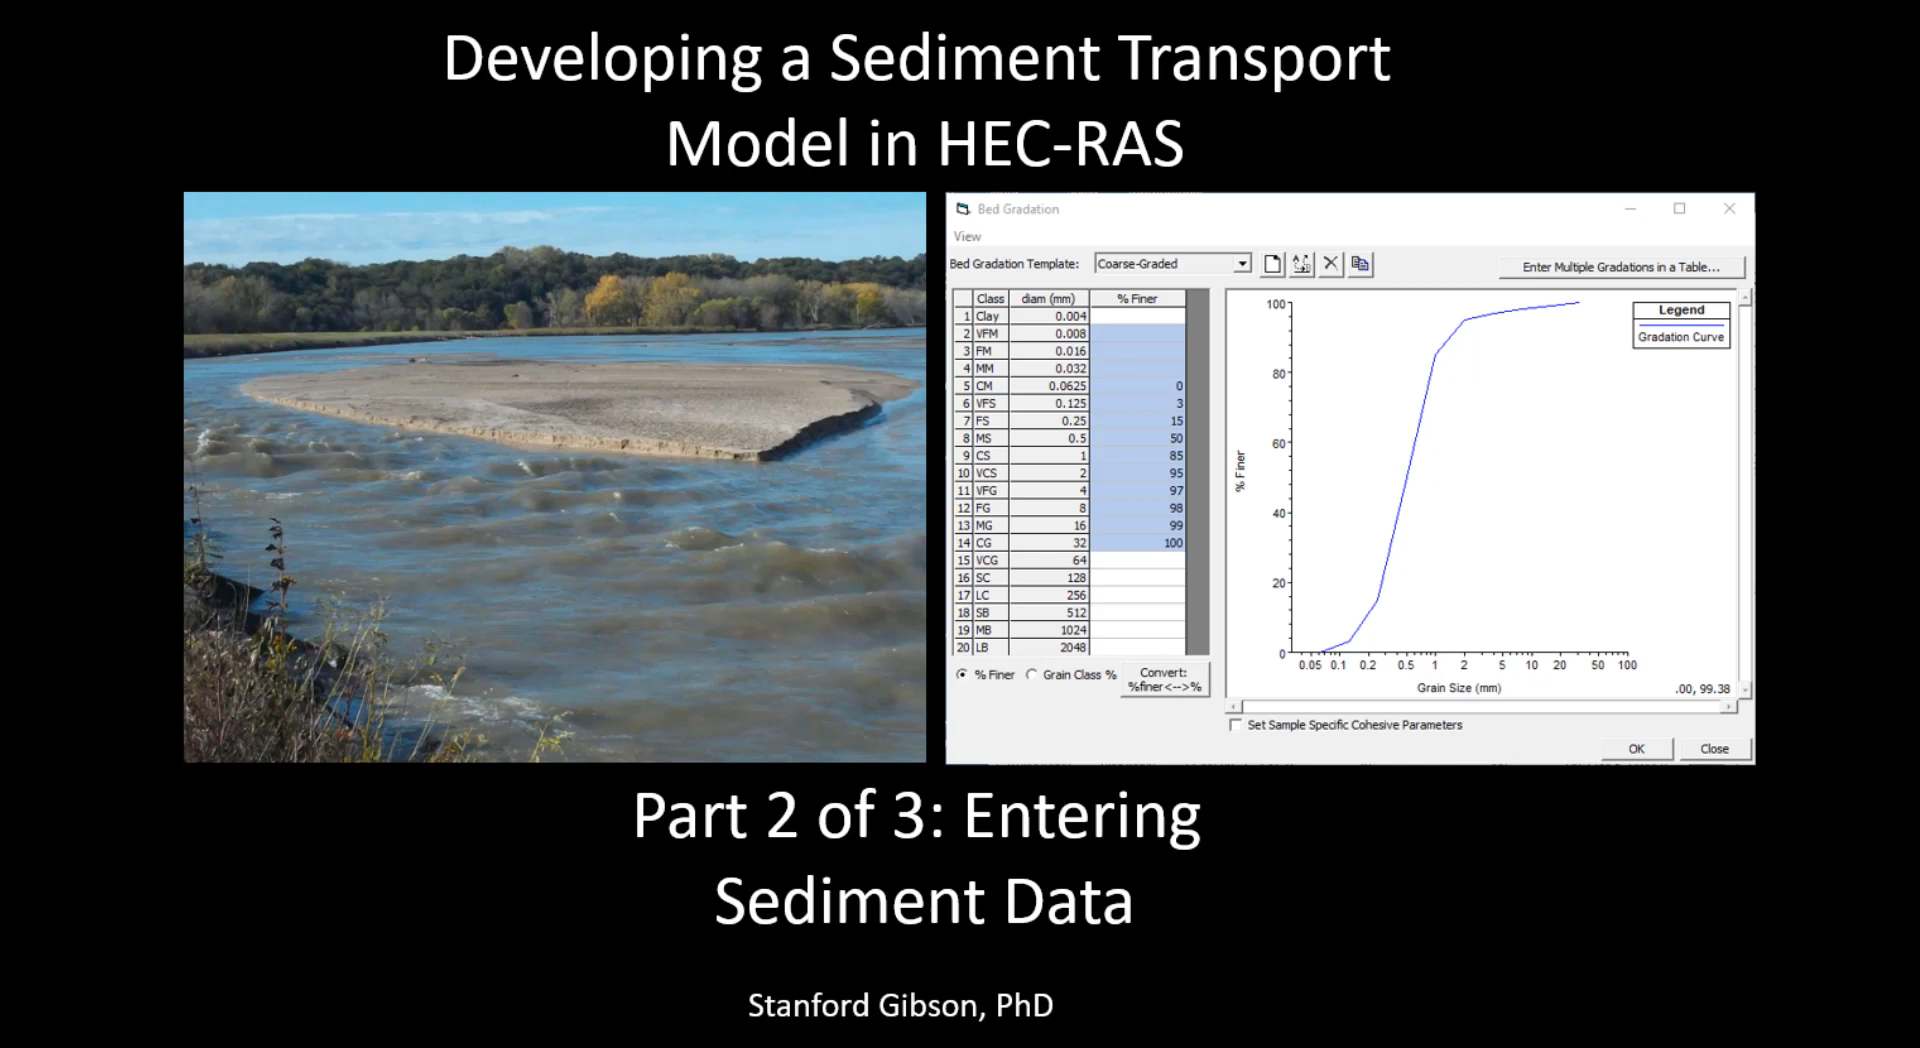 Developing a Sediment Transport
Model in HEC-RAS
Bed Gradation
View
Bed Gradation Template: Coarse-Graded
Enter Multiple Gradations in a Table...
Class diam (mm) % Finer
1 Clay 0.004
2 VFM 0.008
3 FM 0.016
4 MM 0.032
5 CM 0.0625 0
6 VFS 0.125 3
7 FS 0.25 15
8 MS 0.5 50
9 CS 1 85
10 VCS 2 95
11 VFG 4 97
12 FG 8 98
13 MG 16 99
14 CG 32 100
15 VCG 64
16 SC 128
17 LC 256
18 SB 512
19 MB 1024
20 LB 2048
% Finer Grain Class %
Convert:
%finer<-->%
100
80
60
40
20
0
% Finer
0.05 0.1 0.2 0.5 1 2 5 10 20 50 100
Grain Size (mm)
.00, 99.38
Legend
Gradation Curve
Set Sample Specific Cohesive Parameters
OK Close
Part 2 of 3: Entering
Sediment Data
Stanford Gibson, PhD